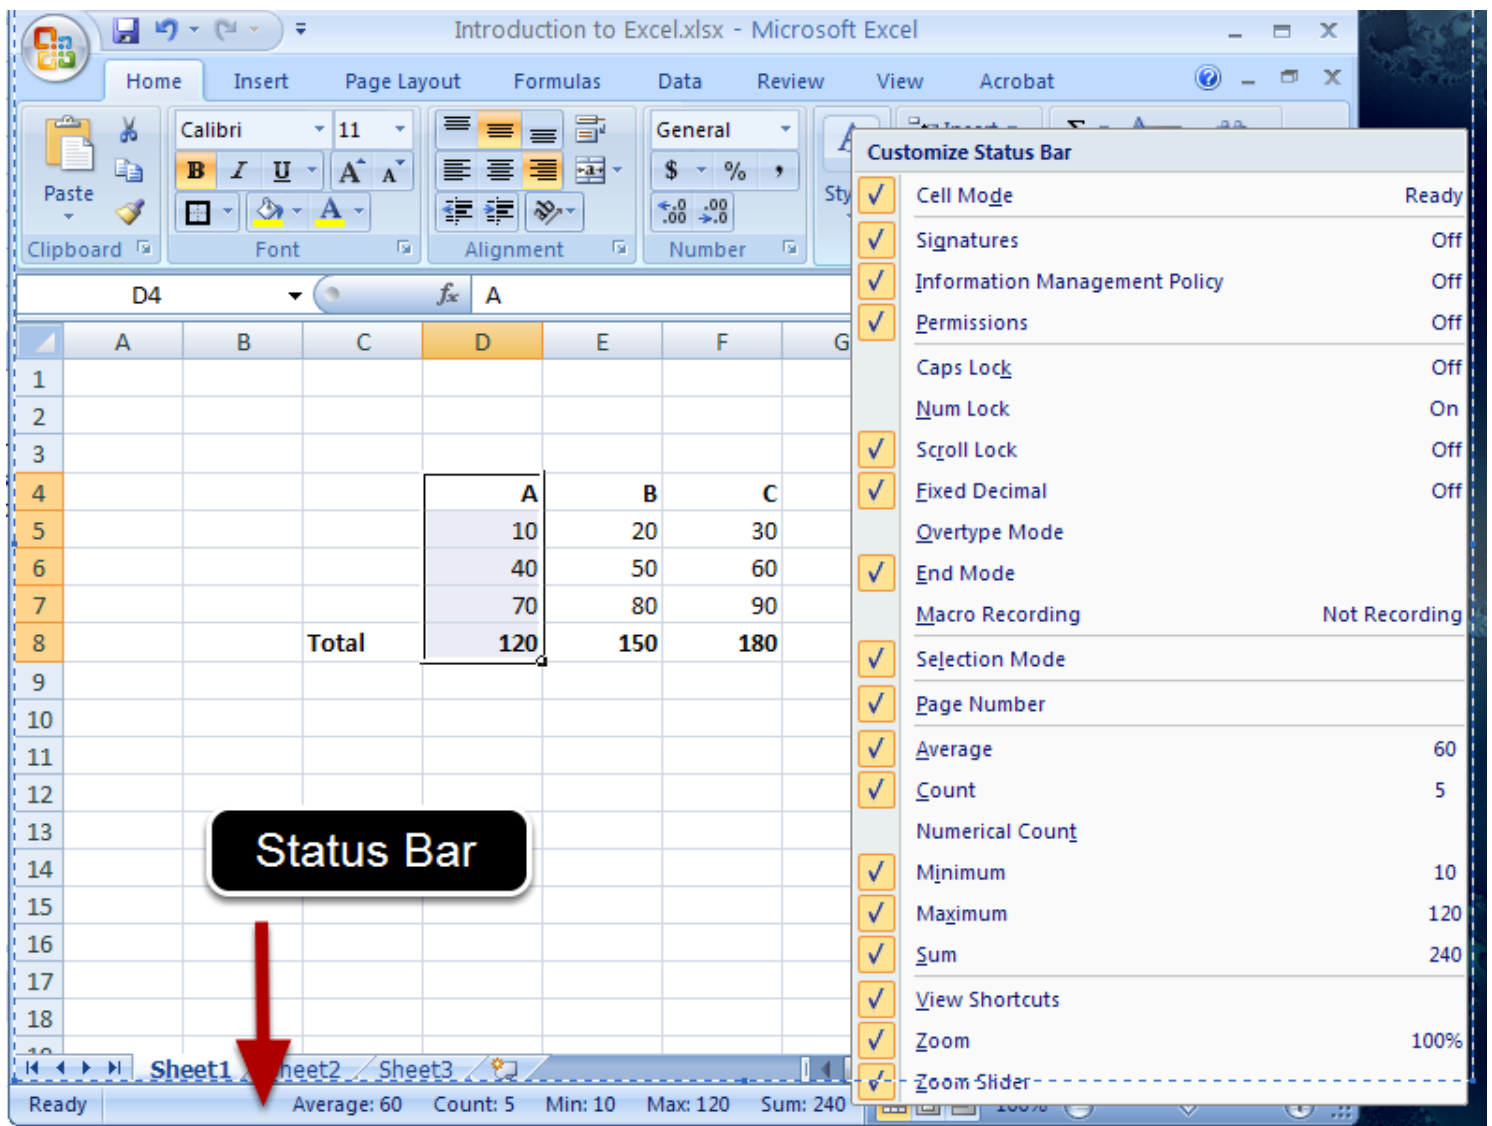 Introduction to Excel.xlsx - Microsoft Excel
Home Insert Page Layout Formulas Data Review View Acrobat
Calibri 11 General
Paste B I U A A $ % ,
.0 .00
.00 .0
Clipboard Font Alignment Number
D4 fx A
A B C D E F G
1
2
3
4 A B C
5 10 20 30
6 40 50 60
7 70 80 90
8 Total 120 150 180
9
10
11
12
13
14
15
16
17
18
Status Bar
Sheet1 Sheet3
Ready Average: 60 Count: 5 Min: 10 Max: 120 Sum: 240 100%
Customize Status Bar
Cell Mode Ready
Signatures Off
Information Management Policy Off
Permissions Off
Caps Lock Off
Num Lock On
Scroll Lock Off
Fixed Decimal Off
Overtype Mode
End Mode
Macro Recording Not Recording
Selection Mode
Page Number
Average 60
Count 5
Numerical Count
Minimum 10
Maximum 120
Sum 240
View Shortcuts
Zoom 100%
Zoom Slider